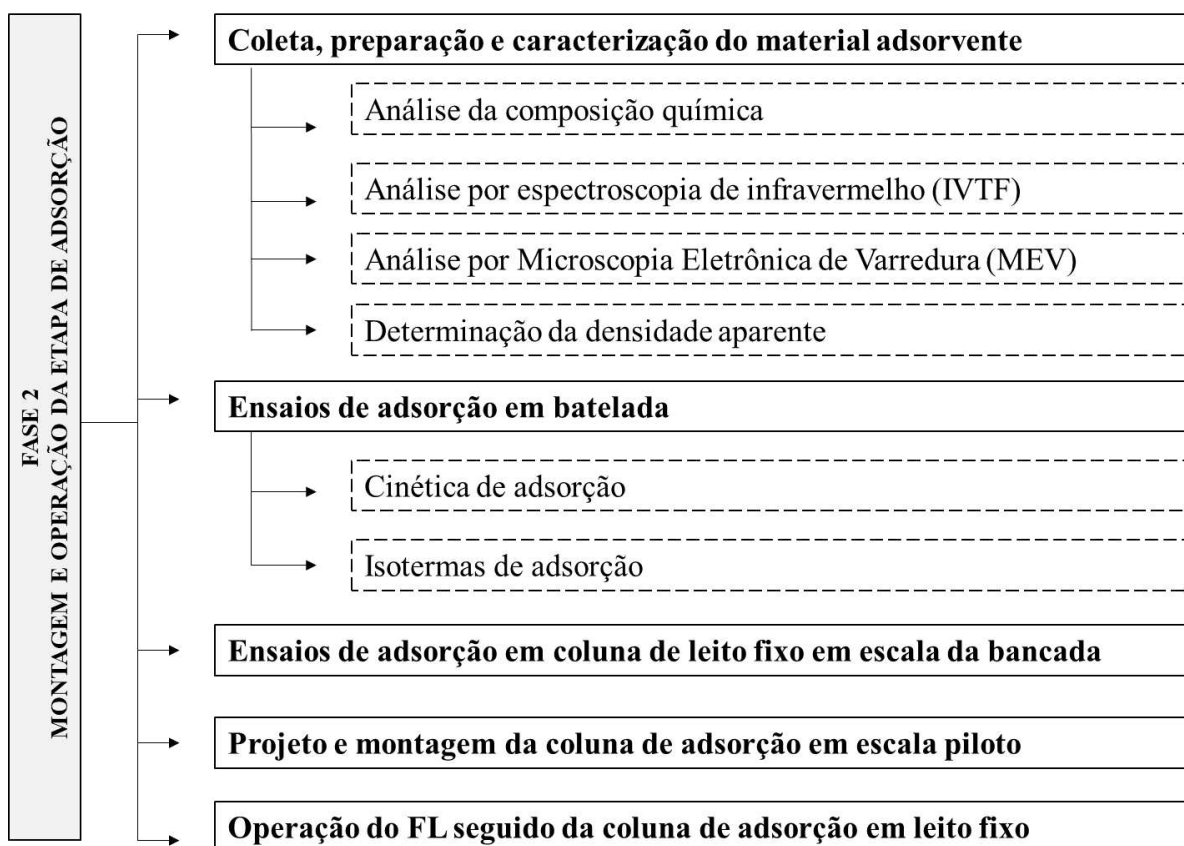 FASE 2
MONTAGEM E OPERAÇÃO DA ETAPA DE ADSORÇÃO
Coleta, preparação e caracterização do material adsorvente
Análise da composição química
Análise por espectroscopia de infravermelho (IVTF)
Análise por Microscopia Eletrônica de Varredura (MEV)
Determinação da densidade aparente
Ensaios de adsorção em batelada
Cinética de adsorção
Isotermas de adsorção
Ensaios de adsorção em coluna de leito fixo em escala da bancada
Projeto e montagem da coluna de adsorção em escala piloto
Operação do FL seguido da coluna de adsorção em leito fixo